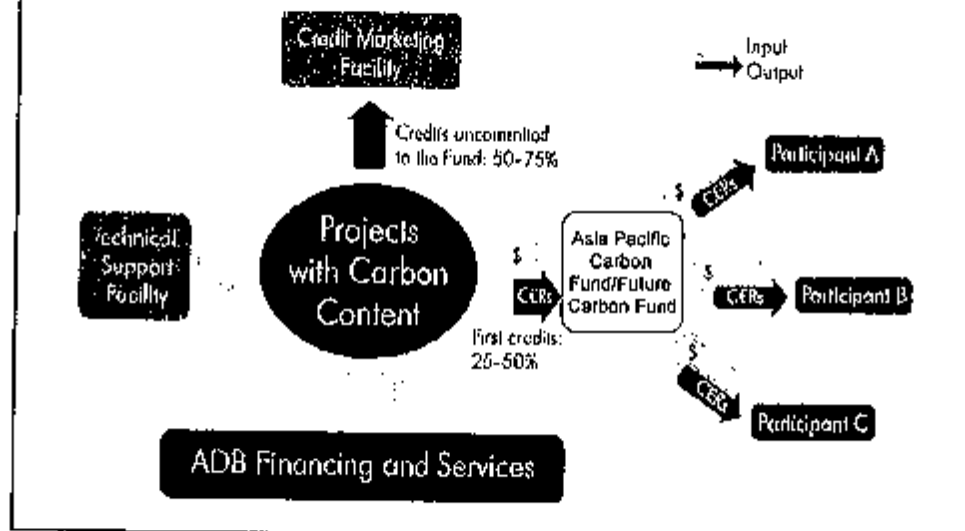 Credit Marketing
Facility
Input
Output
Credits uncommitted
to the Fund: 50-75%
Participant A
$
CERs
Technical
Support
Facility
Projects
with Carbon
Content
$
CERs
First credits:
25-50%
Asia Pacific
Carbon
Fund/Future
Carbon Fund
$
CERs
Participant B
$
CERs
Participant C
ADB Financing and Services